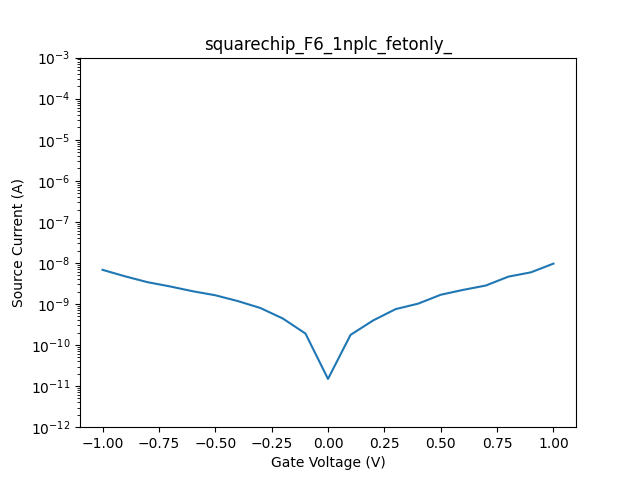 squarechip_F6_1nplc_fetonly_
10⁻³
10⁻⁴
10⁻⁵
10⁻⁶
10⁻⁷
10⁻⁸
10⁻⁹
10⁻¹⁰
10⁻¹¹
10⁻¹²
Source Current (A)
−1.00 −0.75 −0.50 −0.25 0.00 0.25 0.50 0.75 1.00
Gate Voltage (V)